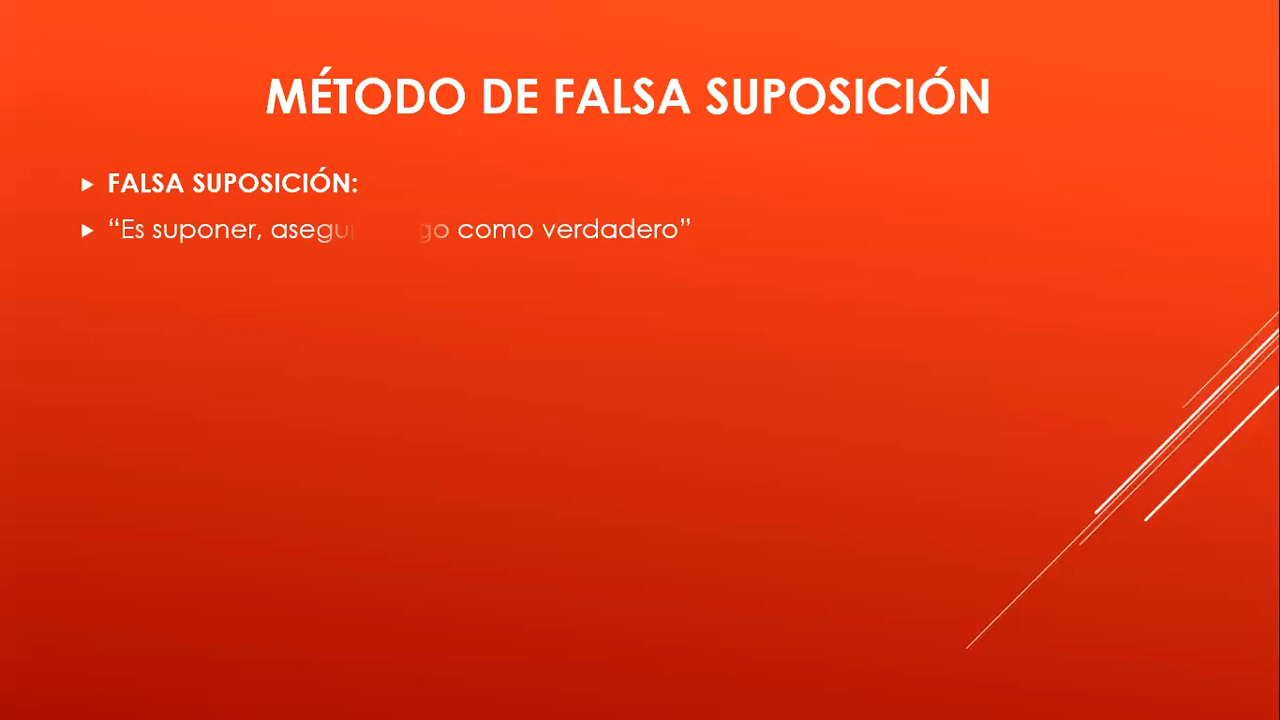 MÉTODO DE FALSA SUPOSICIÓN
FALSA SUPOSICIÓN:
“Es suponer, como verdadero”